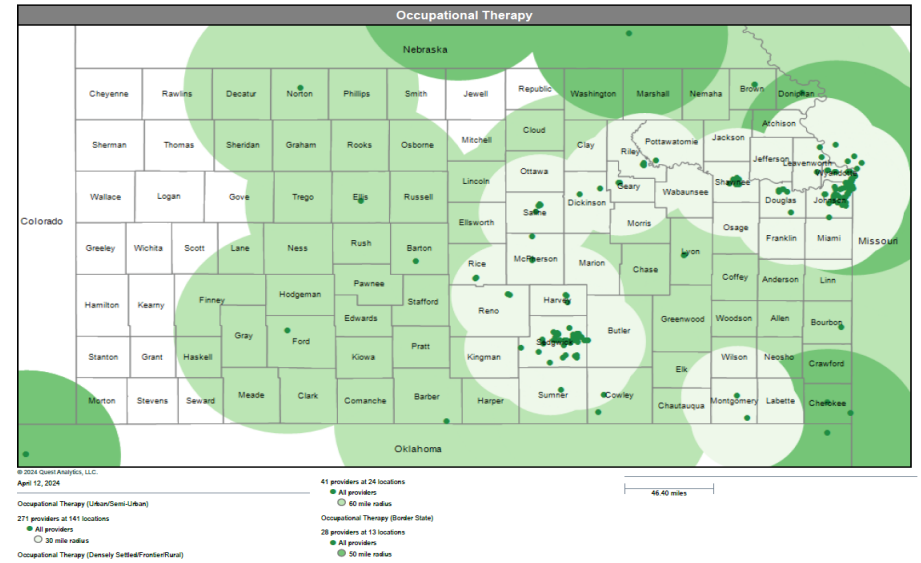 Occupational Therapy
Nebraska
Cheyenne Rawlins Decatur Norton Phillips Smith Jewell Republic Washington Marshall Nemaha Brown Doniphan
Atchison
Sherman Thomas Sheridan Graham Rooks Osborne Mitchell Cloud Clay Riley Pottawatomie Jackson Jefferson Leavenworth
Wyandotte
Wallace Logan Gove Trego Ellis Russell Lincoln Ottawa Dickinson Geary Wabaunsee Shawnee Douglas Johnson
Saline
Colorado
Ellsworth Morris Osage
Greeley Wichita Scott Lane Ness Rush Barton Rice McPherson Marion Chase Lyon Franklin Miami Missouri
Coffey Anderson Linn
Hamilton Kearny Finney Hodgeman Pawnee Stafford Reno Harvey
Edwards
Gray Ford Butler Greenwood Woodson Allen Bourbon
Stanton Grant Haskell Kiowa Pratt Kingman Sedgwick Elk Wilson Neosho Crawford
Morton Stevens Seward Meade Clark Comanche Barber Harper Sumner Cowley Chautauqua Montgomery Labette Cherokee
Oklahoma
© 2024 Quest Analytics, LLC.
April 12, 2024
Occupational Therapy (Urban/Semi-Urban)
271 providers at 141 locations
All providers
30 mile radius
Occupational Therapy (Densely Settled/Frontier/Rural)
41 providers at 24 locations
All providers
60 mile radius
Occupational Therapy (Border State)
28 providers at 13 locations
All providers
50 mile radius
46.40 miles